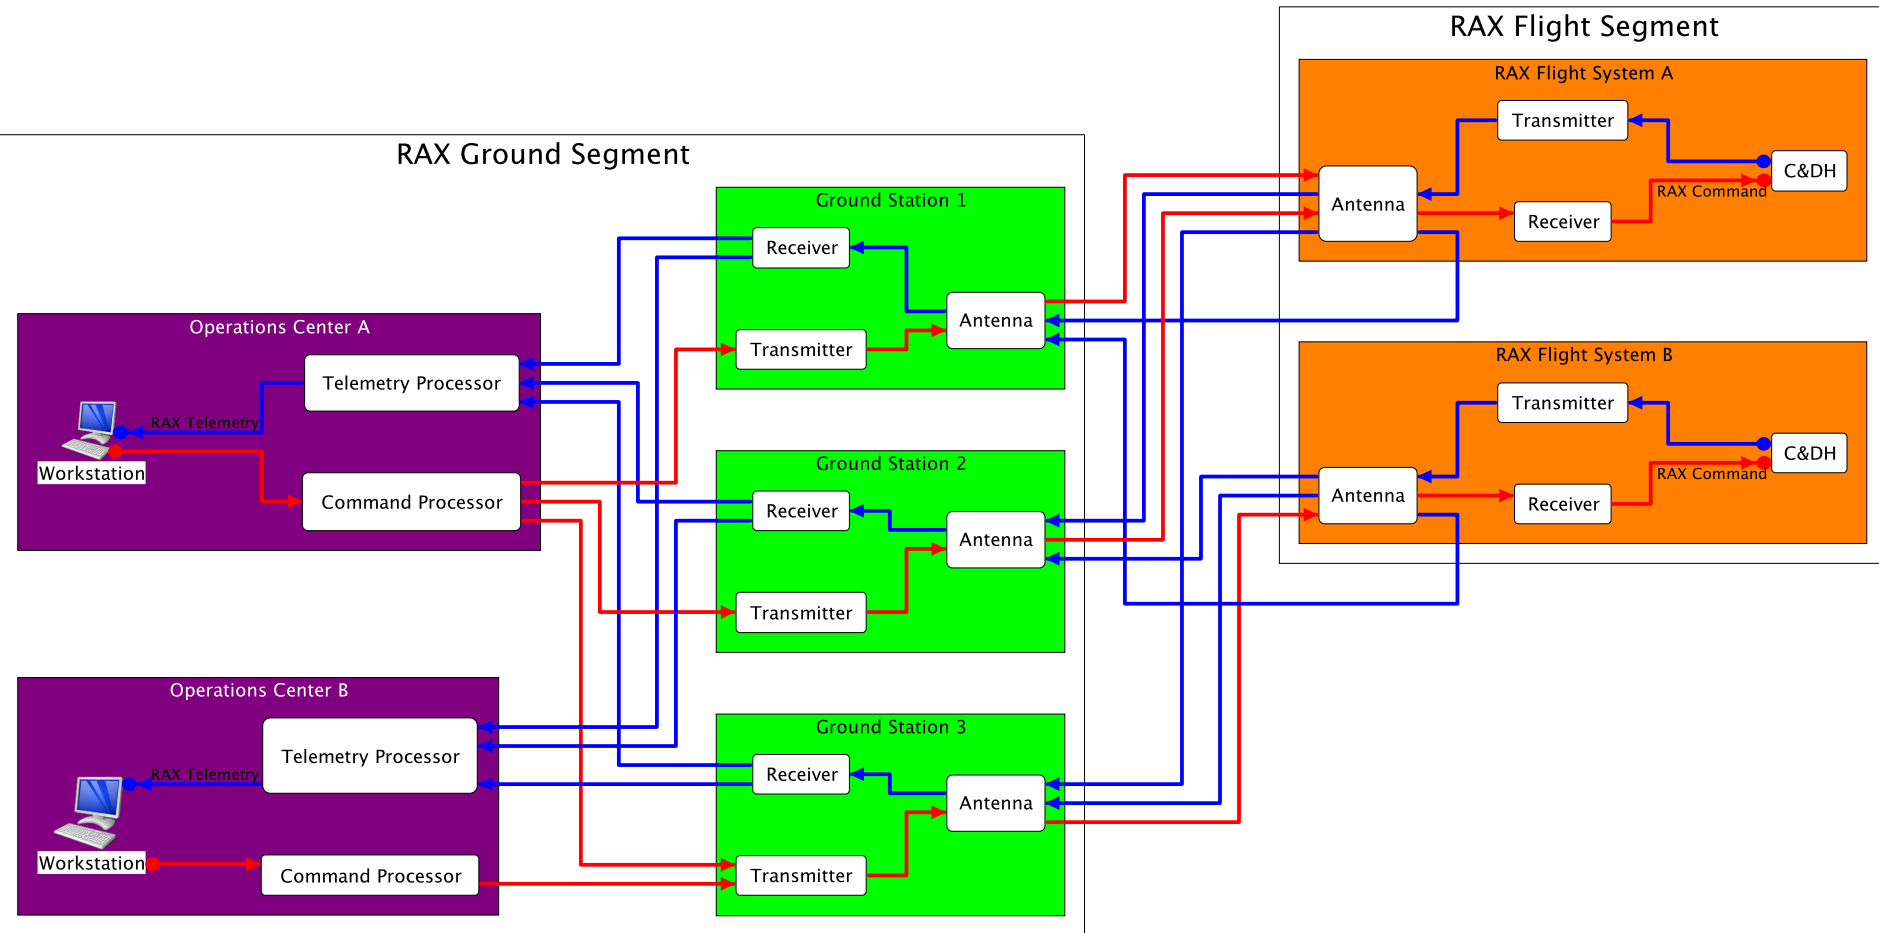 RAX Flight Segment
RAX Flight System A
Transmitter
C&DH
RAX Command
Antenna
Receiver
RAX Ground Segment
Ground Station 1
Receiver
Antenna
Transmitter
Operations Center A
Telemetry Processor
RAX Telemetry
Workstation
Command Processor
RAX Flight System B
Transmitter
C&DH
RAX Command
Antenna
Receiver
Ground Station 2
Receiver
Antenna
Transmitter
Operations Center B
Telemetry Processor
RAX Telemetry
Workstation
Command Processor
Ground Station 3
Receiver
Antenna
Transmitter